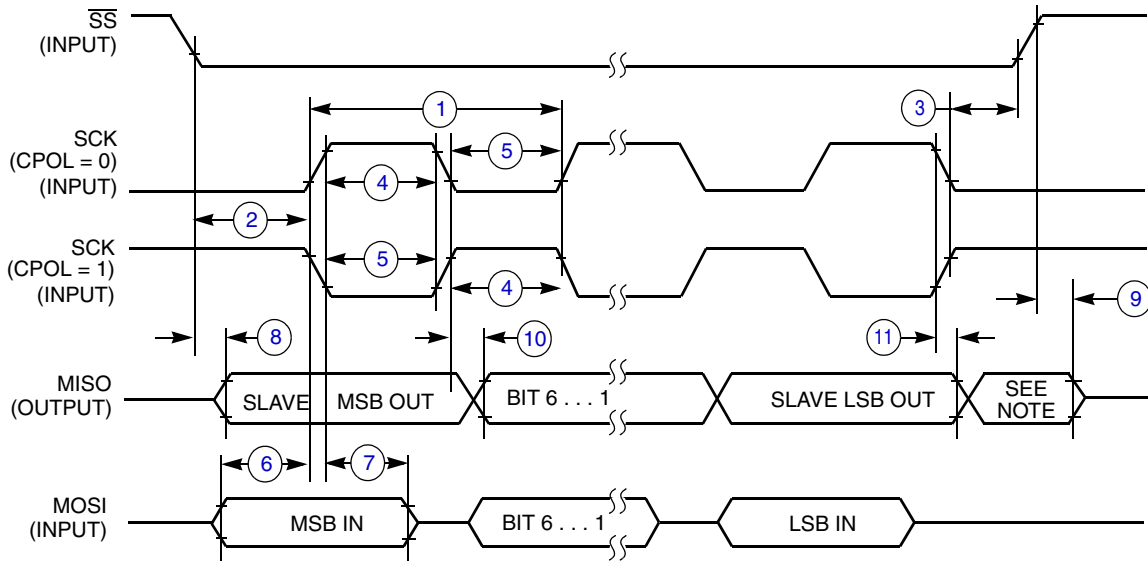 SS
(INPUT)
1
3
SCK
(CPOL = 0)
(INPUT)
5
4
2
SCK
(CPOL = 1)
(INPUT)
5
4
9
8
10
11
MISO
(OUTPUT)
SLAVE
MSB OUT
BIT 6 . . . 1
SLAVE LSB OUT
SEE
NOTE
6
7
MOSI
(INPUT)
MSB IN
BIT 6 . . . 1
LSB IN